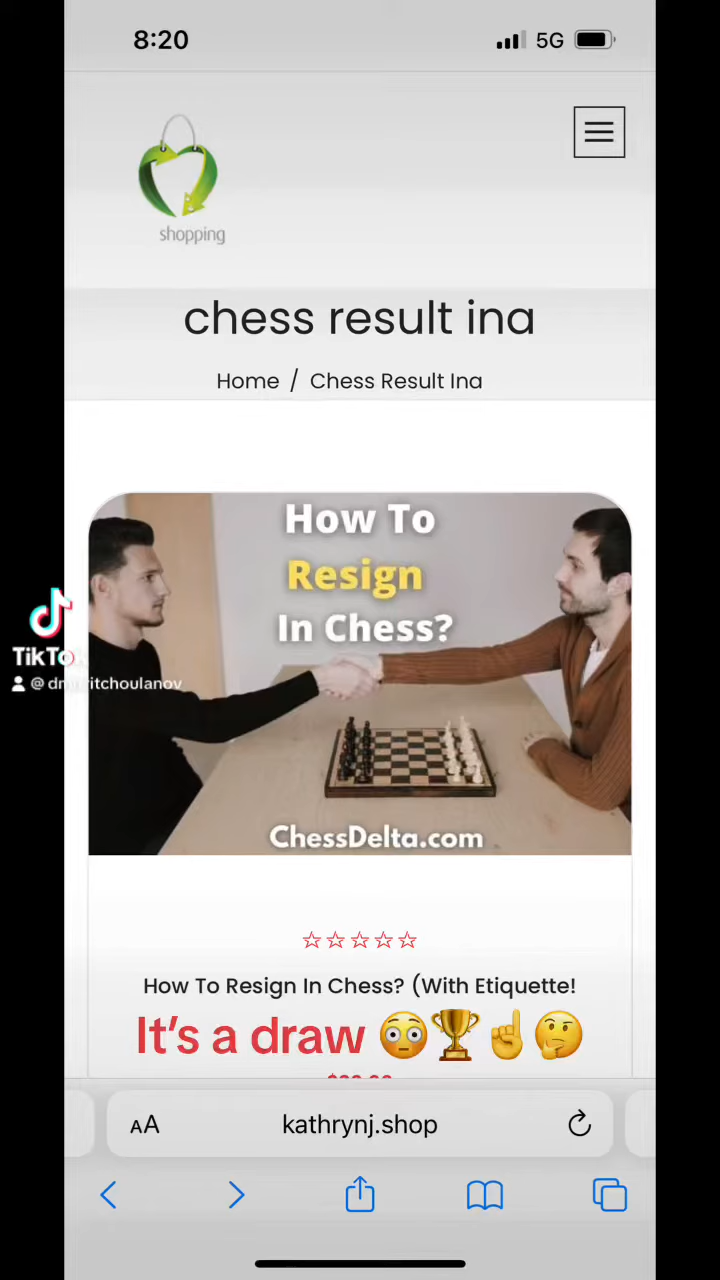 8:20
5G
shopping
chess result ina
Home / Chess Result Ina
How To
Resign
In Chess?
TikTok
ChessDelta.com
How To Resign In Chess? (With Etiquette!
It's a draw 😳🏆☝️🤔
AA
kathrynj.shop